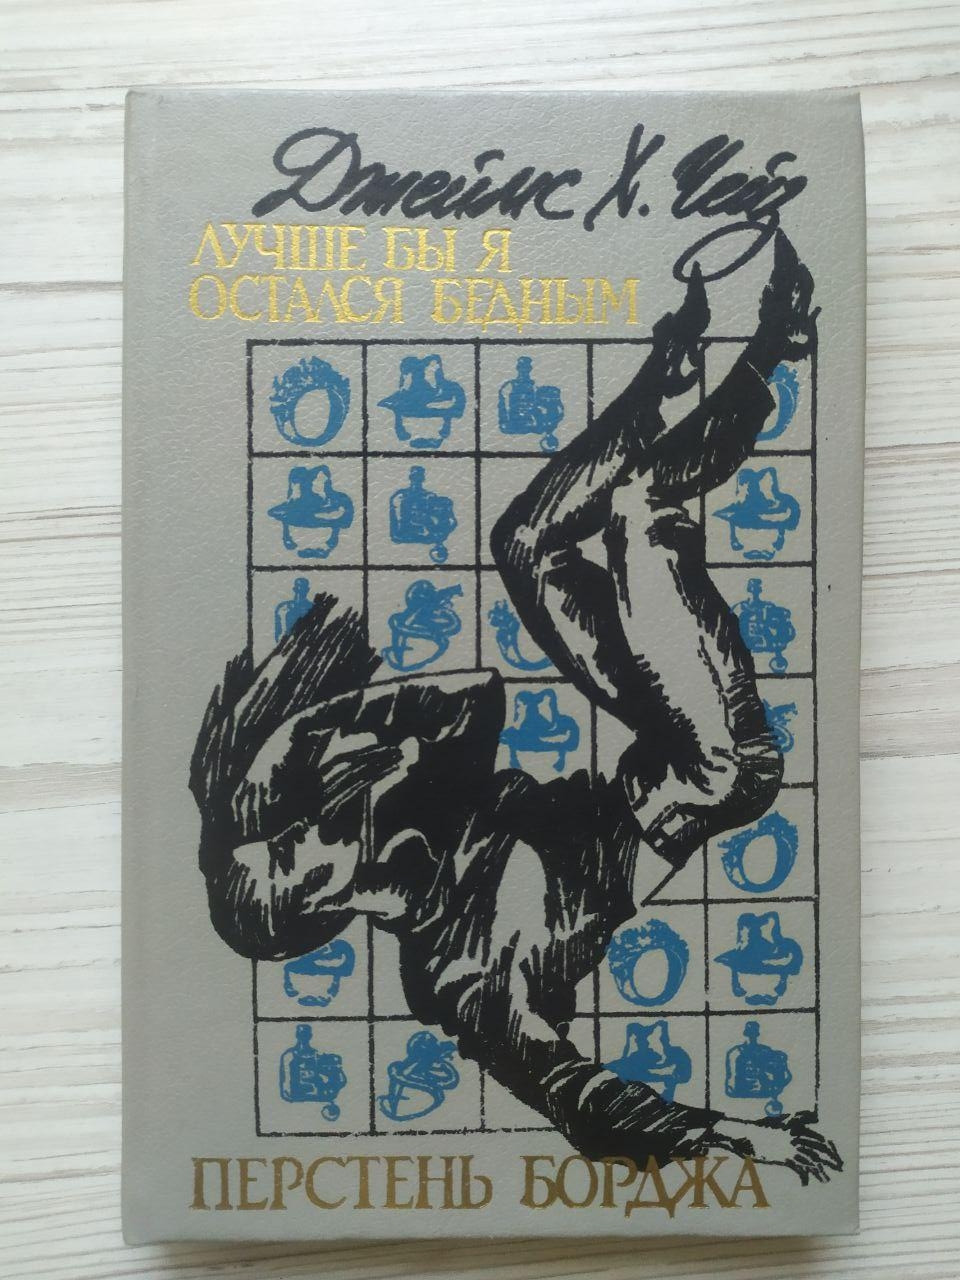 Джеймс Х. Чейз
ЛУЧШЕ БЫ Я
ОСТАЛСЯ БЕДНЫМ
ПЕРСТЕНЬ БОРДЖА